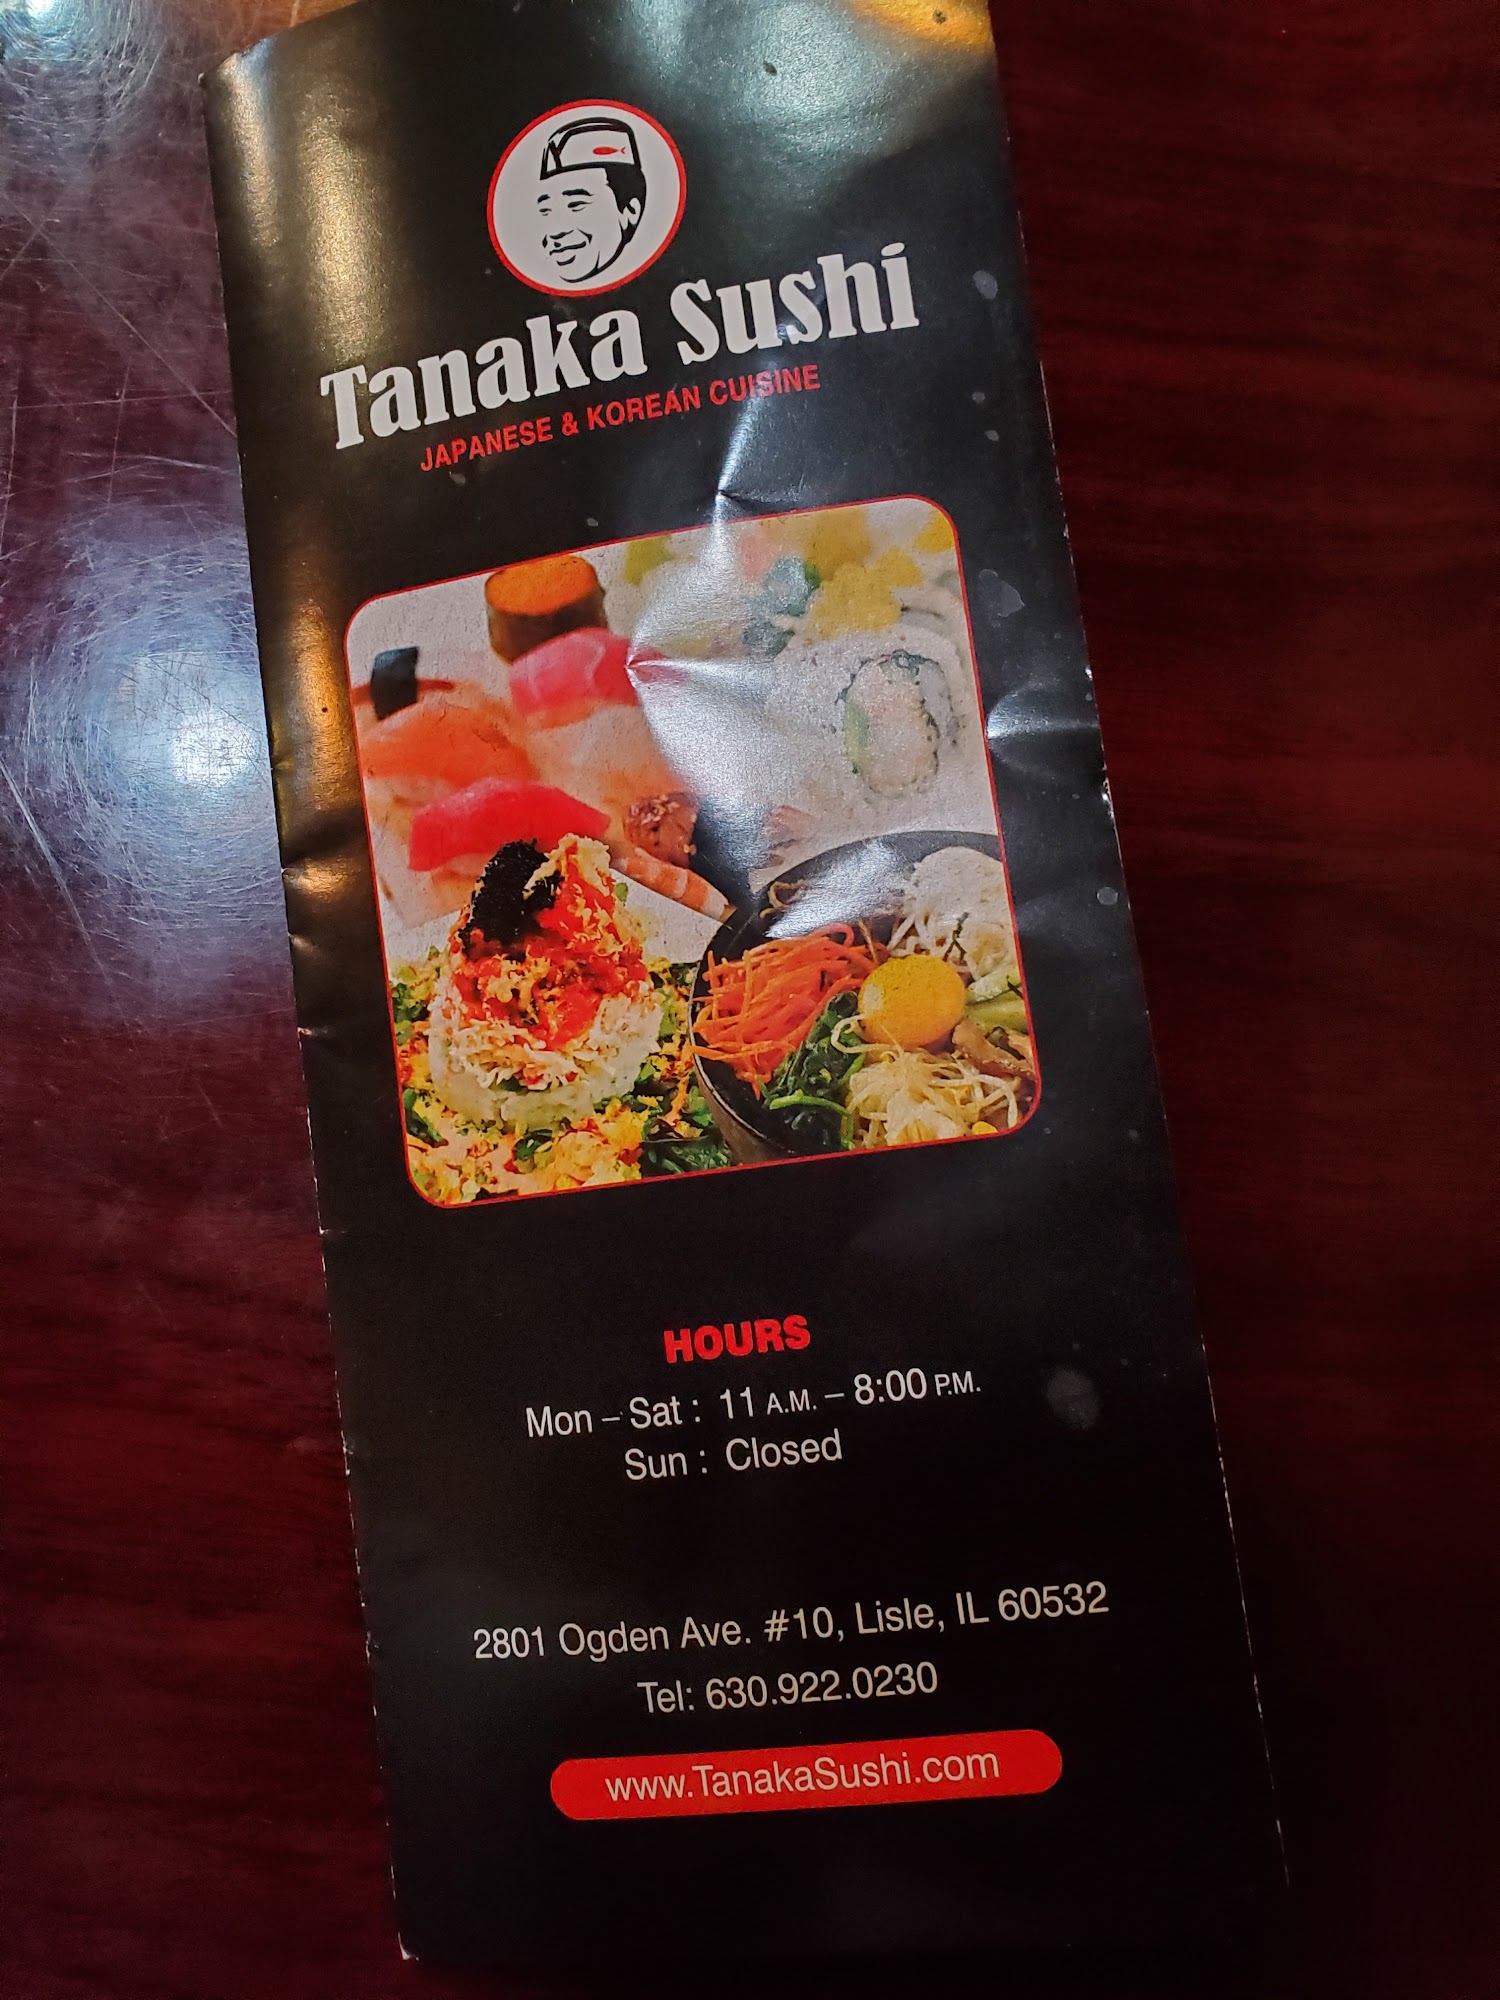 Tanaka Sushi
JAPANESE & KOREAN CUISINE
HOURS
Mon – Sat : 11 A.M. – 8:00 P.M.
Sun : Closed
2801 Ogden Ave. #10, Lisle, IL 60532
Tel: 630.922.0230
www.TanakaSushi.com